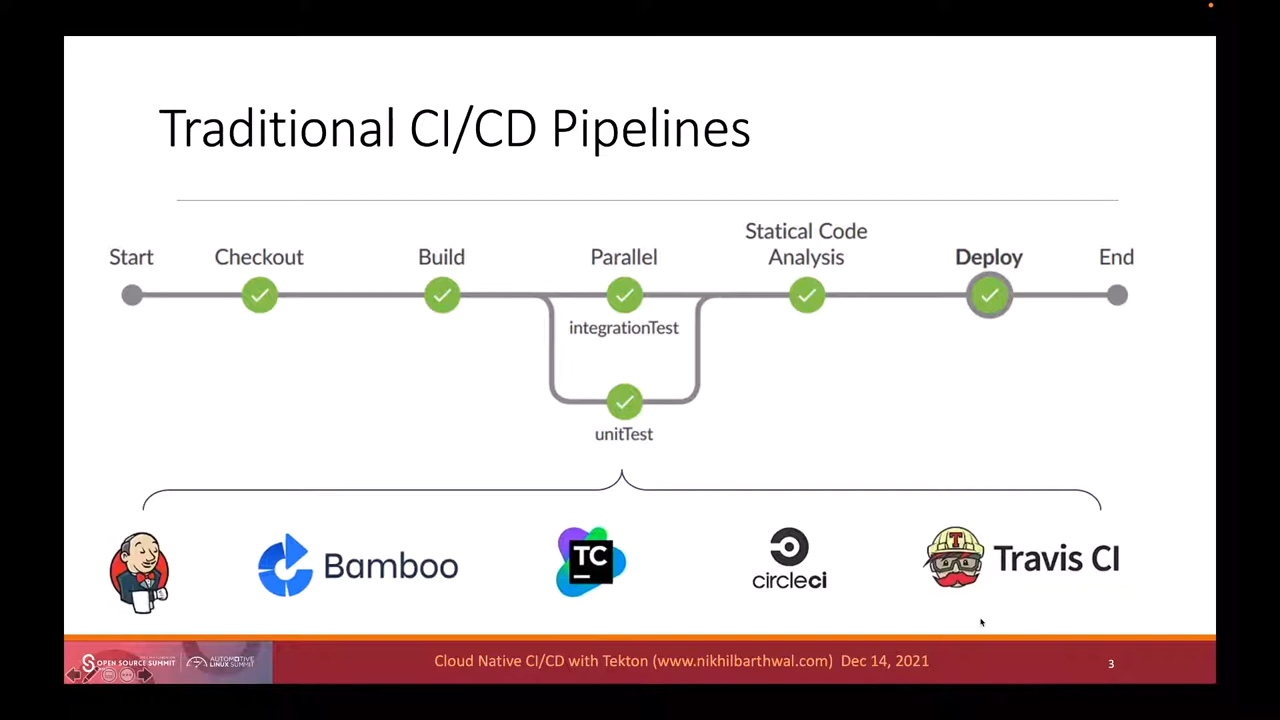 Traditional CI/CD Pipelines
Statical Code
Start
Checkout
Build
Parallel
Analysis
Deploy
End
integrationTest
unitTest
TC
Bamboo
circleci
T
Travis CI
OPEN SOURCE SUMMIT
AUTOMOTIVE
LINUX SUMMIT
Cloud Native CI/CD with Tekton (www.nikhilbarthwal.com) Dec 14, 2021
3